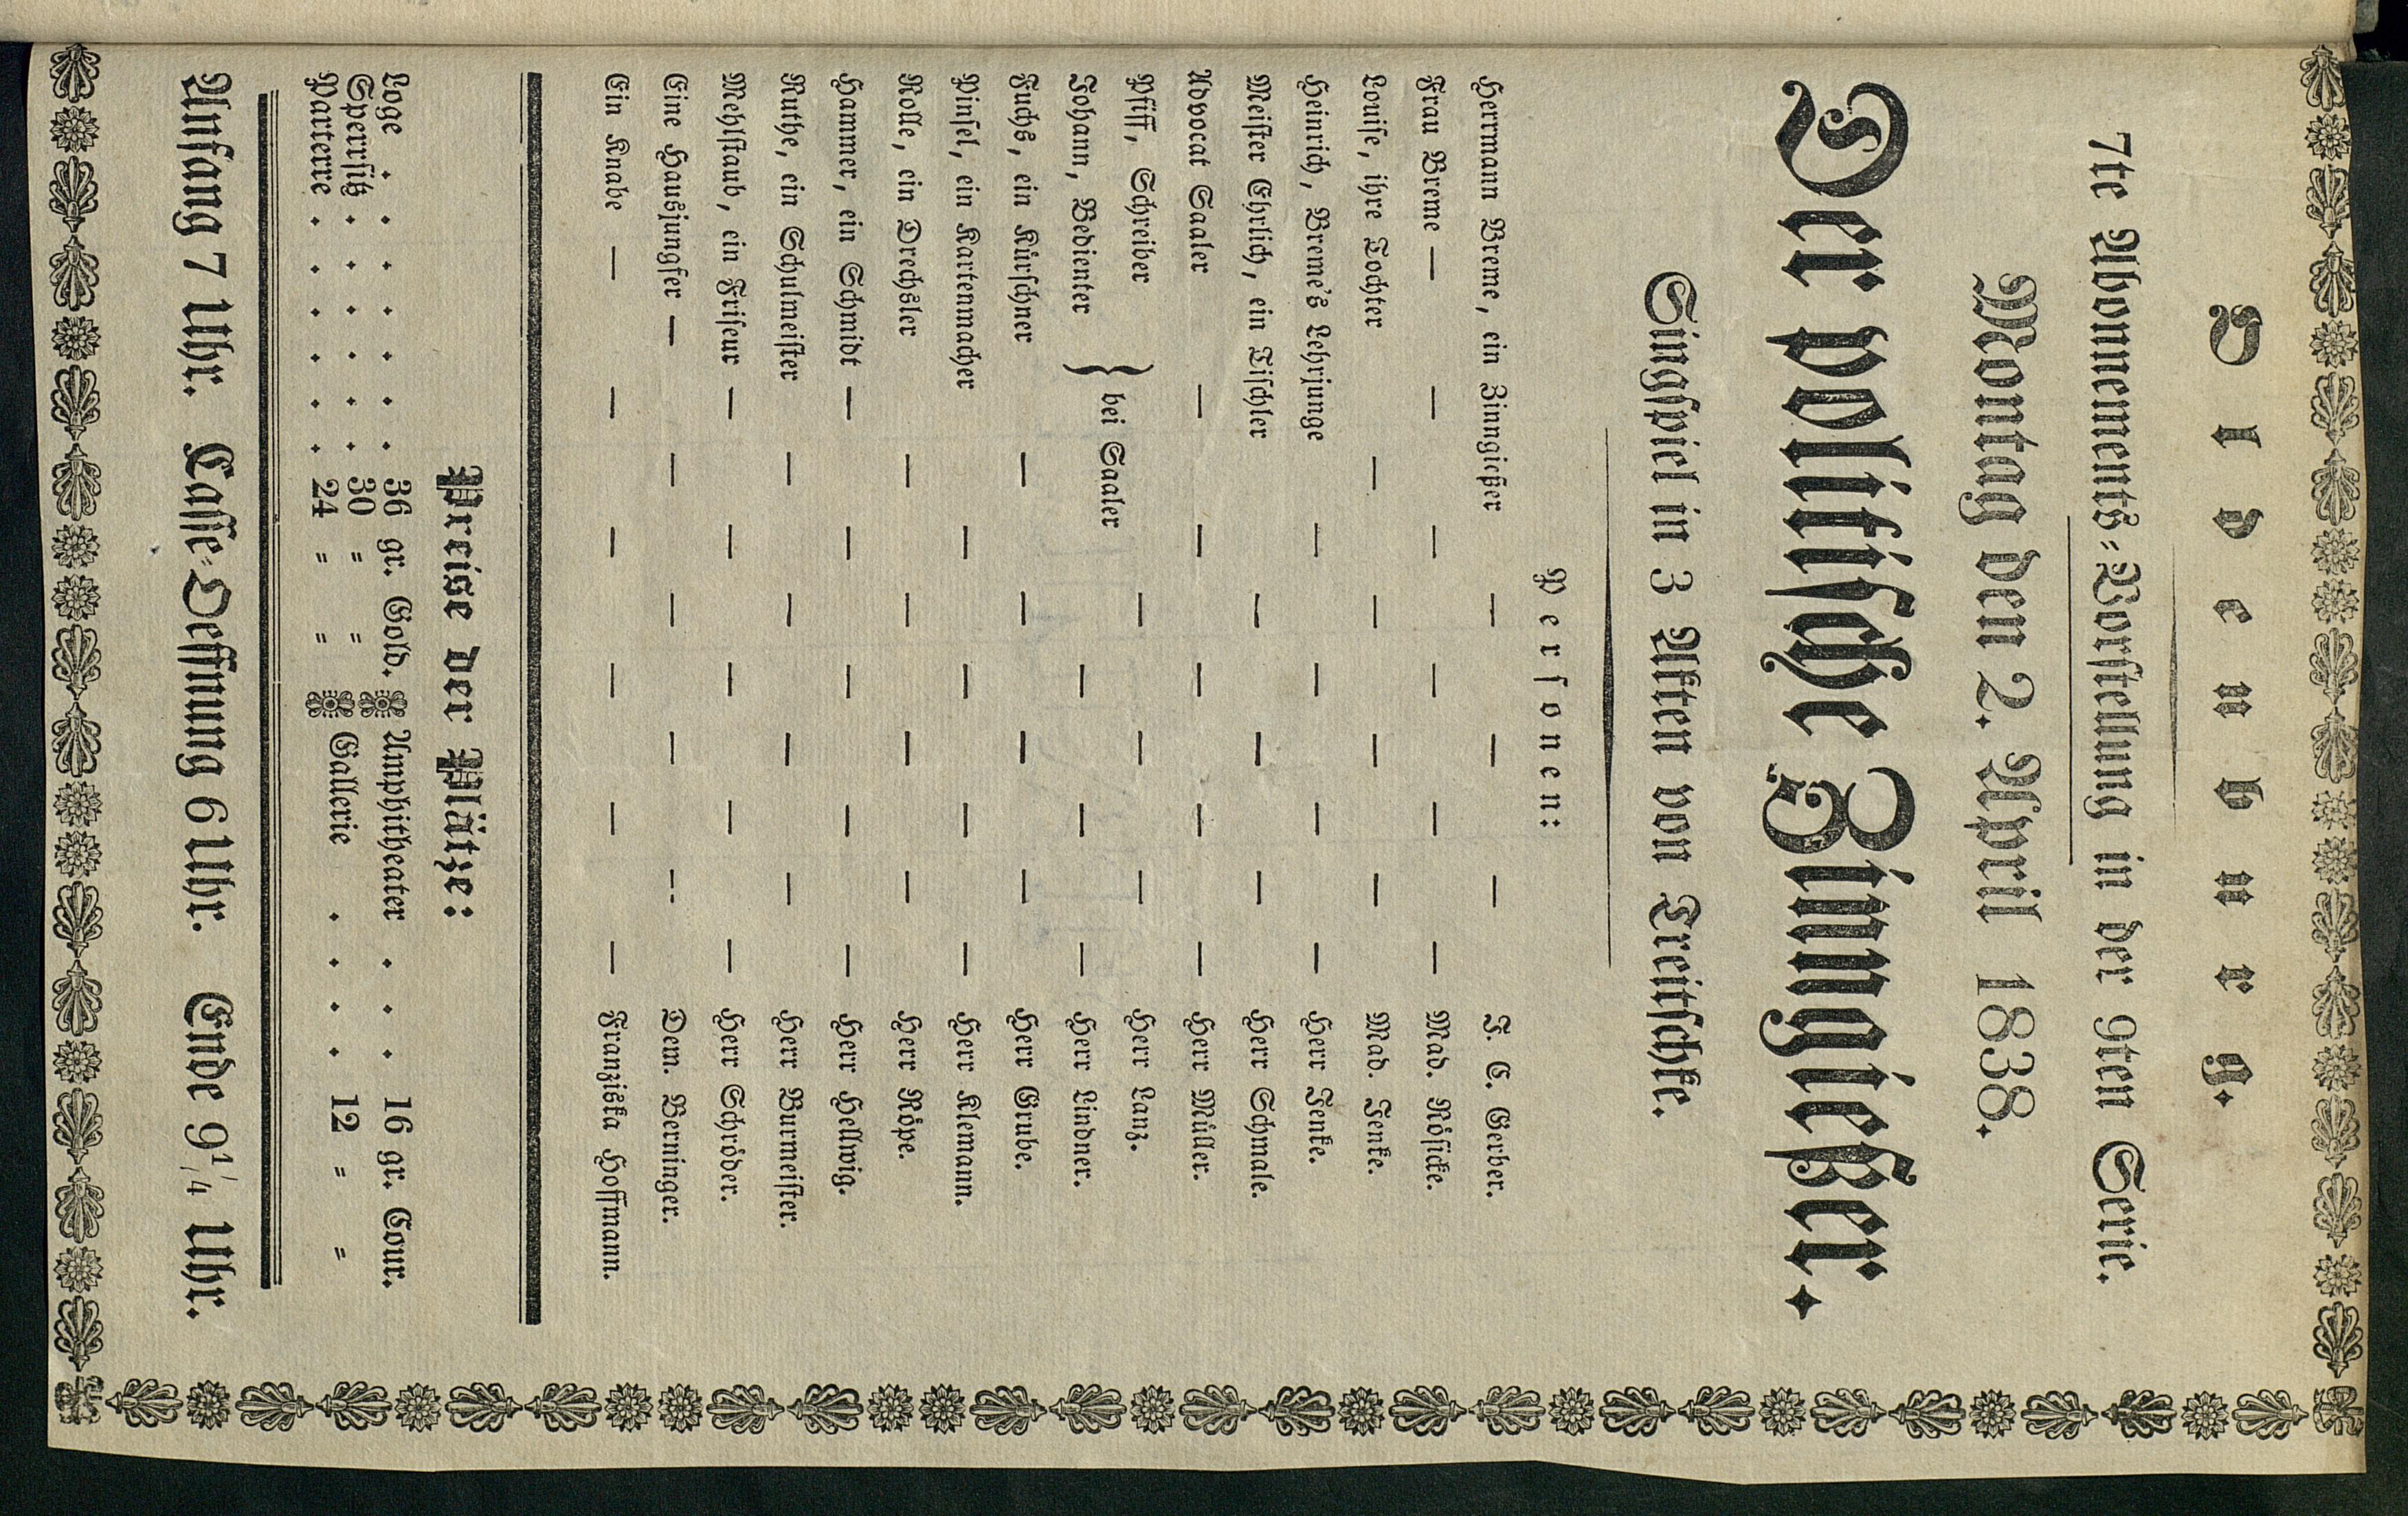 Oldenburg.
7te Abonnements-Vorstellung in der 9ten Serie.
Montag den 2. April 1838.
Der politische Zinngießer.
Singspiel in 3 Akten von Treitschke.
Personen:
Herrmann Breme, ein Zinngießer — — — J. C. Gerber.
Frau Breme — — — — — — Mad. Rösicke.
Louise, ihre Tochter — — — — Mad. Jenke.
Heinrich, Breme's Lehrjunge — — — — Herr Jenke.
Meister Ehrlich, ein Tischler — — — Herr Schmale.
Advocat Saaler — — — — — Herr Müller.
Pfiff, Schreiber } bei Saaler — — — Herr Lanz.
Johann, Bedienter } — — — Herr Lindner.
Fuchs, ein Kürschner — — — — Herr Grube.
Pinsel, ein Kartenmacher — — — — Herr Klemann.
Rolle, ein Drechsler — — — — Herr Röpe.
Hammer, ein Schmidt — — — — — — Herr Hellwig.
Ruthe, ein Schulmeister — — — — Herr Burmeister.
Mehlstaub, ein Friseur — — — — — Herr Schröder.
Eine Hausjungfer — — — — — Dem. Berninger.
Ein Knabe — — — — — — Franziska Hoffmann.
Preise der Plätze:
Loge . . . . . . . 36 gr. Gold.
Sperrsitz . . . . . . 30 " "
Parterre . . . . . . 24 " "
Amphitheater . . . 16 gr. Cour.
Gallerie . . . . 12 " "
Anfang 7 Uhr. Casse-Oeffnung 6 Uhr. Ende 9 1/4 Uhr.